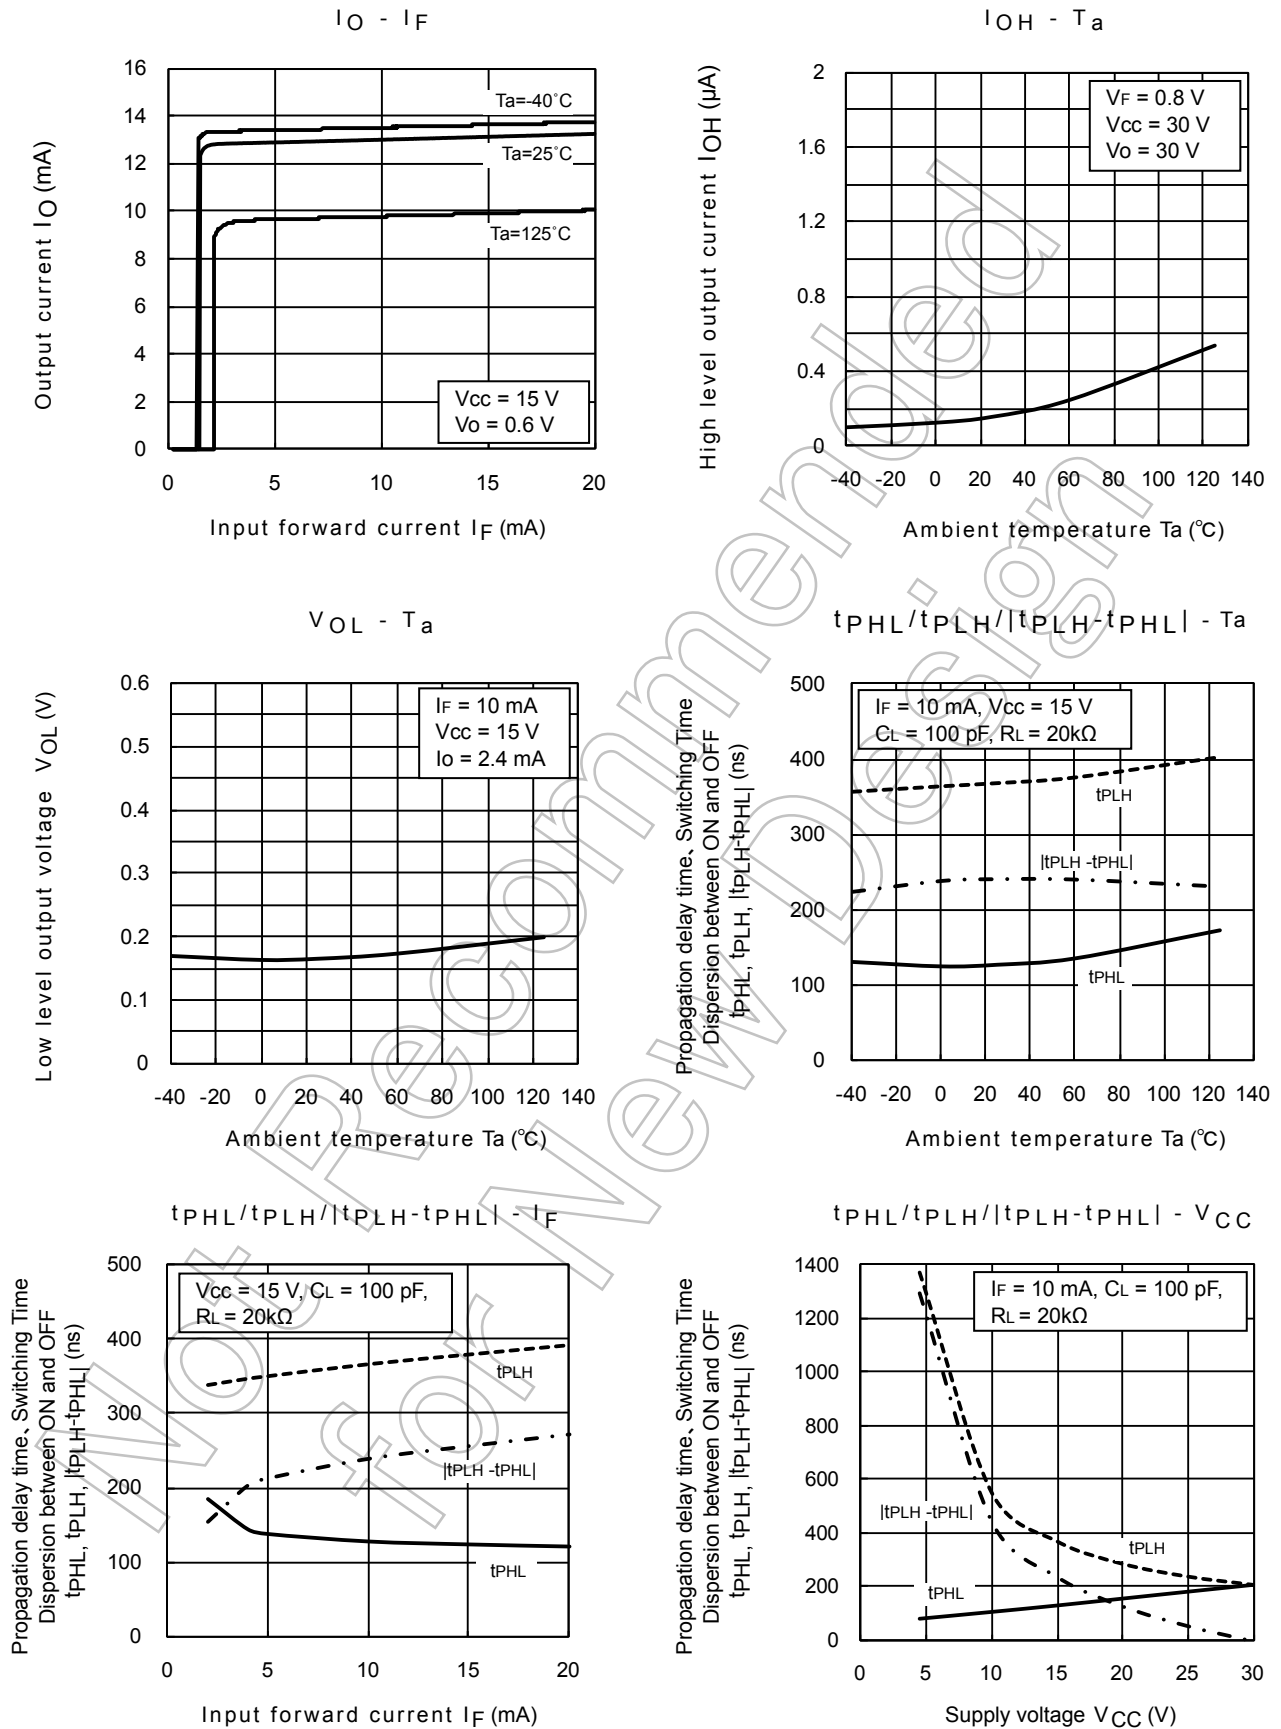 IO - IF
16
14
12
10
8
6
4
2
0
0 5 10 15 20
Ta=-40˚C
Ta=25˚C
Ta=125˚C
Vcc = 15 V
Vo = 0.6 V
Output current IO (mA)
Input forward current IF (mA)
IOH - Ta
2
1.6
1.2
0.8
0.4
0
-40 -20 0 20 40 60 80 100 120 140
VF = 0.8 V
Vcc = 30 V
Vo = 30 V
High level output current IOH (µA)
Ambient temperature Ta (℃)
VOL - Ta
0.6
0.5
0.4
0.3
0.2
0.1
0
-40 -20 0 20 40 60 80 100 120 140
IF = 10 mA
Vcc = 15 V
Io = 2.4 mA
Low level output voltage VOL (V)
Ambient temperature Ta (℃)
tPHL/tPLH/|tPLH-tPHL| - Ta
500
400
300
200
100
0
-40 -20 0 20 40 60 80 100 120 140
IF = 10 mA, Vcc = 15 V
CL = 100 pF, RL = 20kΩ
tPLH
|tPLH -tPHL|
tPHL
Propagation delay time、Switching Time
Dispersion between ON and OFF
tPHL, tPLH, |tPLH-tPHL| (ns)
Ambient temperature Ta (℃)
tPHL/tPLH/|tPLH-tPHL| - IF
500
400
300
200
100
0
0 5 10 15 20
Vcc = 15 V, CL = 100 pF,
RL = 20kΩ
tPLH
|tPLH -tPHL|
tPHL
Propagation delay time、Switching Time
Dispersion between ON and OFF
tPHL, tPLH, |tPLH-tPHL| (ns)
Input forward current IF (mA)
tPHL/tPLH/|tPLH-tPHL| - VCC
1400
1200
1000
800
600
400
200
0
0 5 10 15 20 25 30
IF = 10 mA, CL = 100 pF,
RL = 20kΩ
|tPLH -tPHL|
tPLH
tPHL
Propagation delay time、Switching Time
Dispersion between ON and OFF
tPHL, tPLH, |tPLH-tPHL| (ns)
Supply voltage VCC (V)
Not Recommended
for New Design